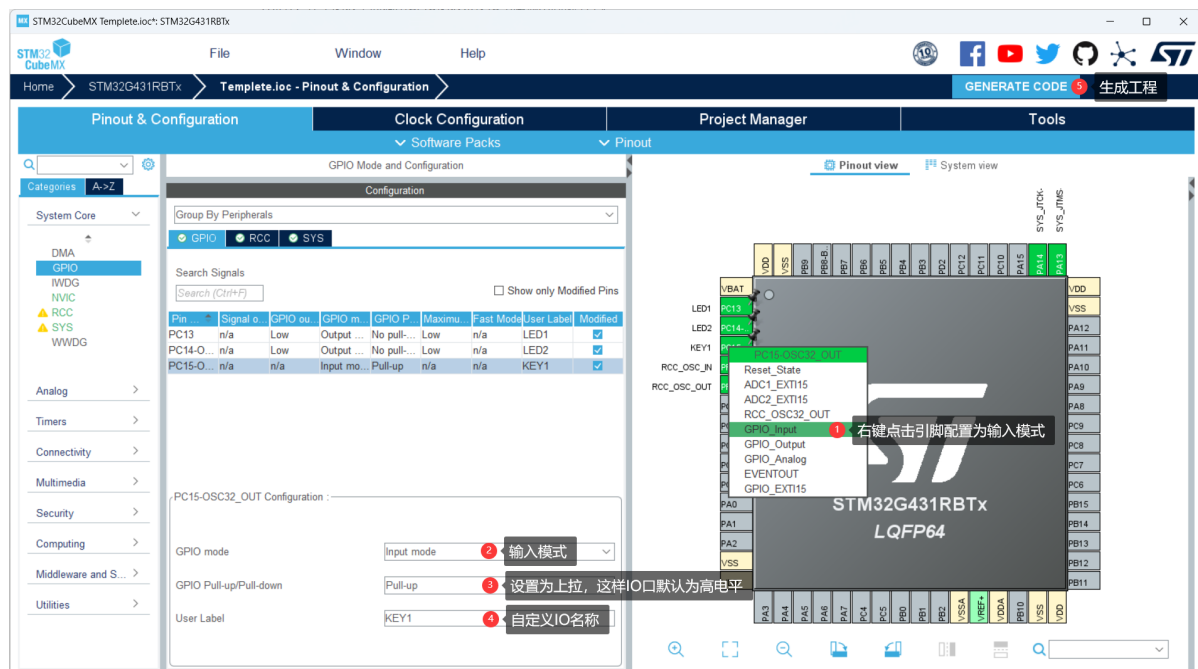 STM32CubeMX Templete.ioc*: STM32G431RBTx
STM32
CubeMX
File
Window
Help
10
Home
STM32G431RBTx
Templete.ioc - Pinout & Configuration
GENERATE CODE
5
生成工程
Pinout & Configuration
Clock Configuration
Project Manager
Tools
Software Packs
Pinout
GPIO Mode and Configuration
Pinout view
System view
Categories
A->Z
Configuration
System Core
Group By Peripherals
GPIO
RCC
SYS
DMA
GPIO
IWDG
NVIC
RCC
SYS
WWDG
Analog
Timers
Connectivity
Multimedia
Security
Computing
Middleware and S...
Utilities
Search Signals
Search (Ctrl+F)
Show only Modified Pins
Pin ... Signal o... GPIO ou... GPIO m... GPIO P... Maximu... Fast Mode User Label Modified
PC13 n/a Low Output ... No pull-... Low n/a LED1
PC14-O... n/a Low Output ... No pull-... Low n/a LED2
PC15-O... n/a n/a Input mo... Pull-up n/a n/a KEY1
PC15-OSC32_OUT Configuration :
GPIO mode
Input mode
2
输入模式
GPIO Pull-up/Pull-down
Pull-up
3
设置为上拉，这样IO口默认为高电平
User Label
KEY1
4
自定义IO名称
SYS_JTCK-
SYS_JTMS-
VDD
VSS
PB9
PB8-B..
PB7
PB6
PB5
PB4
PB3
PD2
PC12
PC11
PC10
PA15
PA14
PA13
VBAT
LED1
PC13
LED2
PC14-
KEY1
RCC_OSC_IN
RCC_OSC_OUT
PC15-OSC32_OUT
Reset_State
ADC1_EXTI15
ADC2_EXTI15
RCC_OSC32_OUT
GPIO_Input
1
右键点击引脚配置为输入模式
GPIO_Output
GPIO_Analog
EVENTOUT
GPIO_EXTI15
PA0
PA1
PA2
VSS
VDD
VSS
PA12
PA11
PA10
PA9
PA8
PC9
PC8
PC7
PC6
PB15
PB14
PB13
PB12
PB11
STM32G431RBTx
LQFP64
PA3
PA4
PA5
PA6
PA7
PC4
PC5
PB0
PB1
PB2
VSSA
VREF+
VDDA
PB10
VSS
VDD